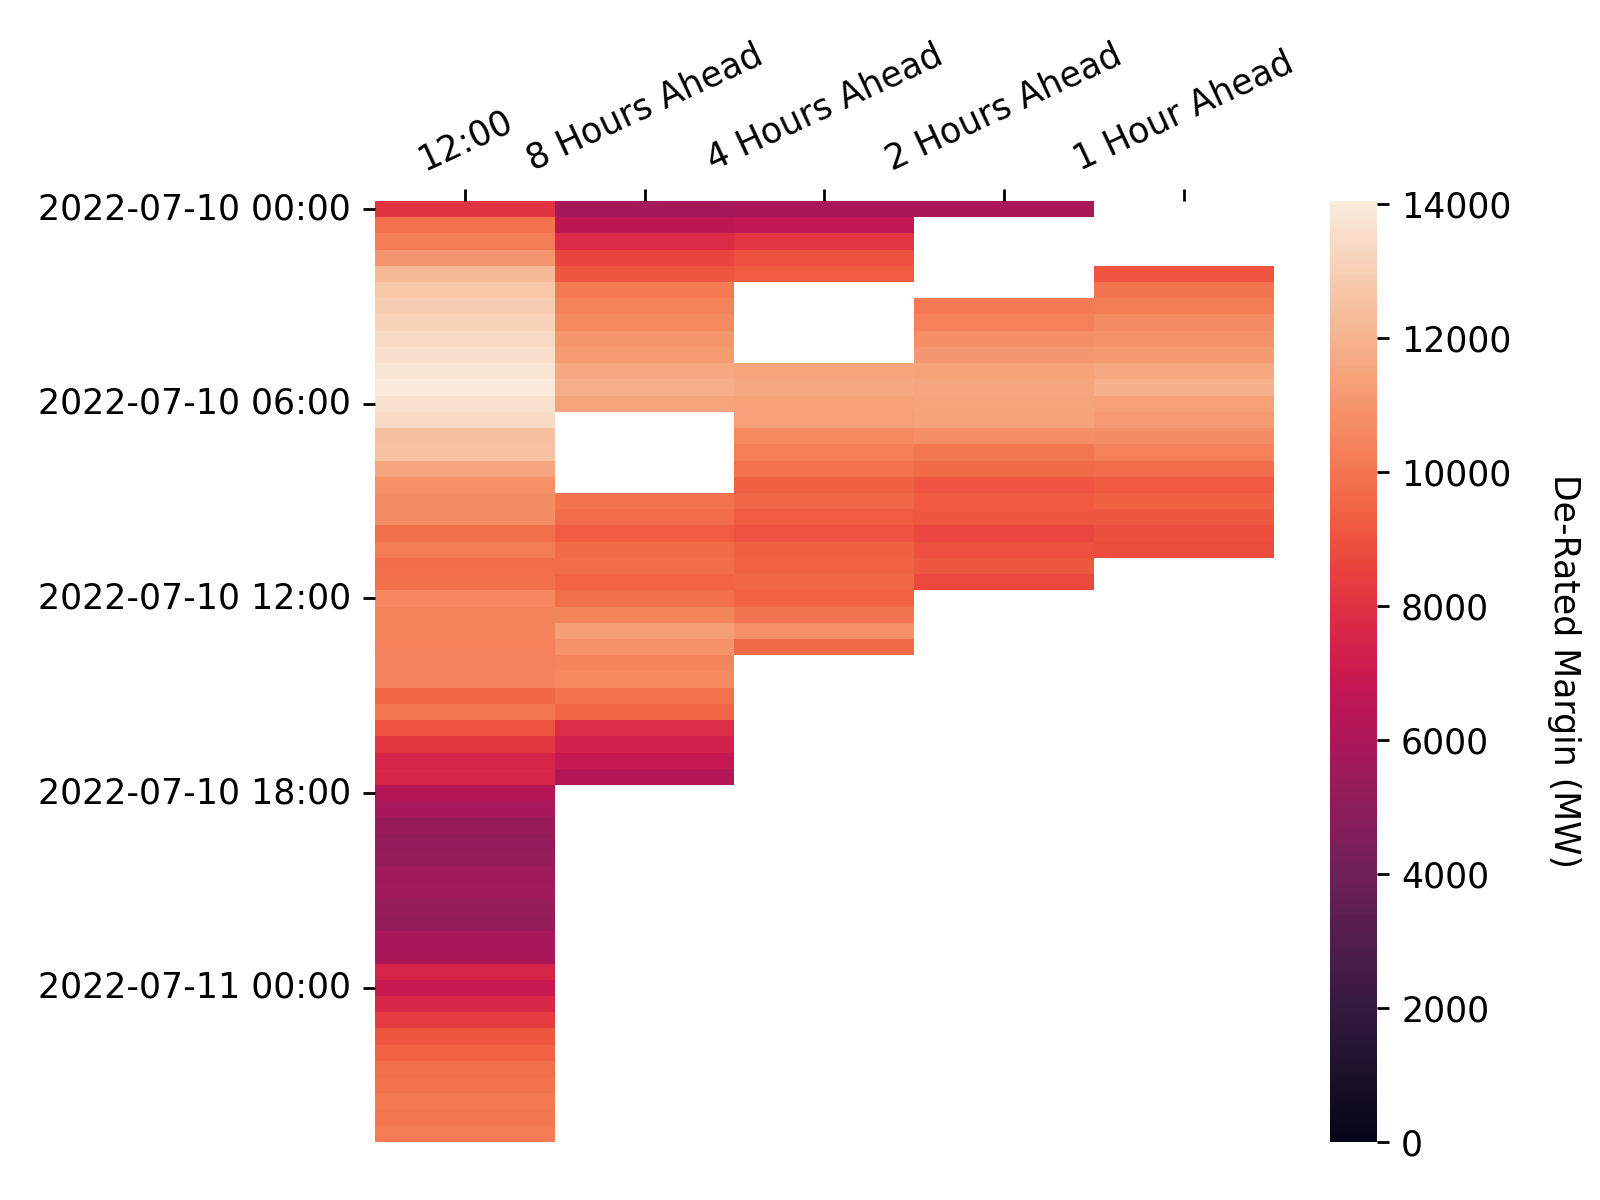 12:00
8 Hours Ahead
4 Hours Ahead
2 Hours Ahead
1 Hour Ahead
2022-07-10 00:00
2022-07-10 06:00
2022-07-10 12:00
2022-07-10 18:00
2022-07-11 00:00
14000
12000
10000
8000
6000
4000
2000
0
De-Rated Margin (MW)